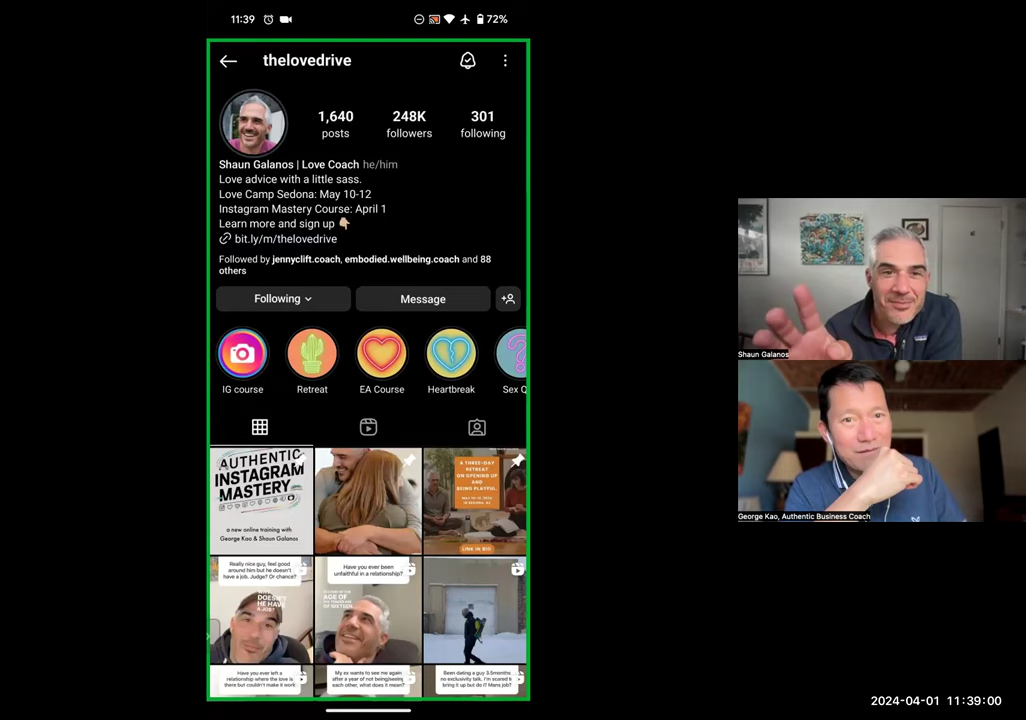 11:39
72%
thelovedrive
1,640
posts
248K
followers
301
following
Shaun Galanos | Love Coach he/him
Love advice with a little sass.
Love Camp Sedona: May 10-12
Instagram Mastery Course: April 1
Learn more and sign up 👇🏼
bit.ly/m/thelovedrive
Followed by jennyclift.coach, embodied.wellbeing.coach and 88
others
Following
Message
IG course
Retreat
EA Course
Heartbreak
Sex Q
AUTHENTIC
INSTAGRAM
MASTERY
a new online training with
George Kao & Shaun Galanos
A THREE-DAY
RETREAT
ON OPENING UP
AND
BEING PLAYFUL
LINK IN BIO
Really nice guy, feel good
around him but he doesn't
have a job. Judge? Or chance?
DOESN'T
HE HAVE
A JOB?
Have you ever been
unfaithful in a relationship?
AGE OF
Have you ever left a
relationship where the love is
there but couldn't make it work
My ex wants to see me again
after a year of not being/seeing
each other, what does it mean?
Been dating a guy 3.5months
no exclusivity talk. I'm scared to
bring it up but do I? Mans job?
Shaun Galanos
George Kao, Authentic Business Coach
2024-04-01 11:39:00